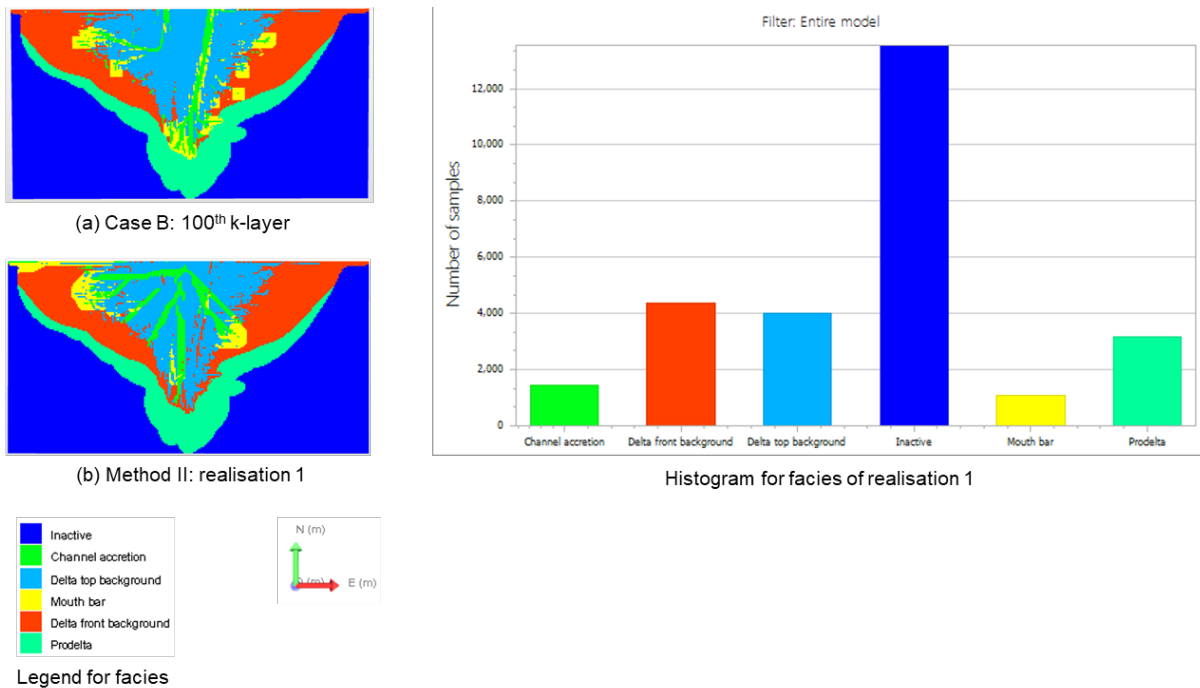 Filter: Entire model
Number of samples
12,000
10,000
8,000
6,000
4,000
2,000
0
Channel accretion Delta front background Delta top background Inactive Mouth bar Prodelta
(a) Case B: 100th k-layer
(b) Method II: realisation 1
Histogram for facies of realisation 1
Inactive
Channel accretion
Delta top background
Mouth bar
Delta front background
Prodelta
Legend for facies
N (m)
(m) E (m)